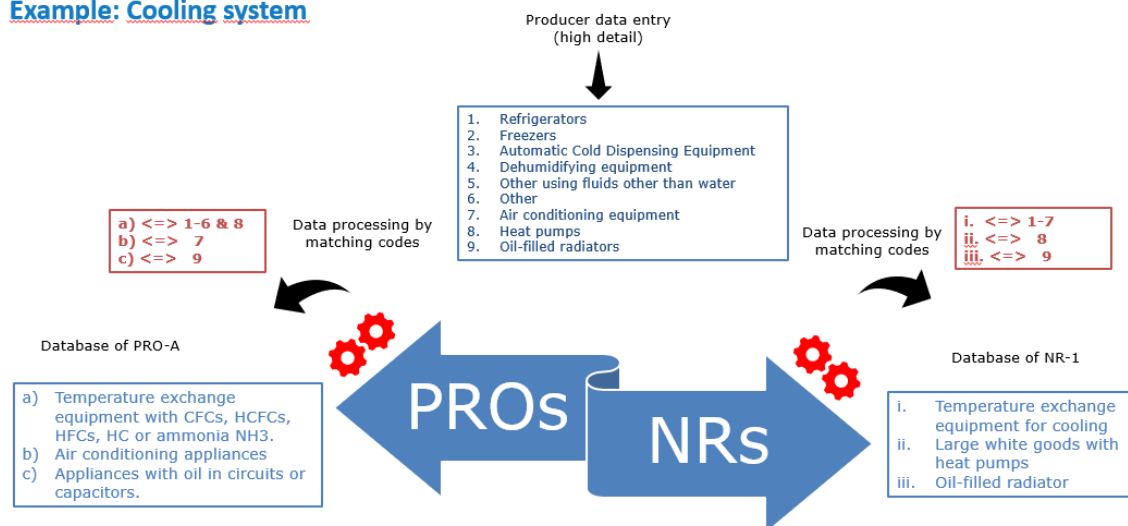 Example: Cooling system
Producer data entry
(high detail)
1. Refrigerators
2. Freezers
3. Automatic Cold Dispensing Equipment
4. Dehumidifying equipment
5. Other using fluids other than water
6. Other
7. Air conditioning equipment
8. Heat pumps
9. Oil-filled radiators
a) <=> 1-6 & 8
b) <=> 7
c) <=> 9
Data processing by
matching codes
Data processing by
matching codes
i. <=> 1-7
ii. <=> 8
iii. <=> 9
Database of PRO-A
a) Temperature exchange
equipment with CFCs, HCFCs,
HFCs, HC or ammonia NH3.
b) Air conditioning appliances
c) Appliances with oil in circuits or
capacitors.
PROs
NRs
Database of NR-1
i. Temperature exchange
equipment for cooling
ii. Large white goods with
heat pumps
iii. Oil-filled radiator